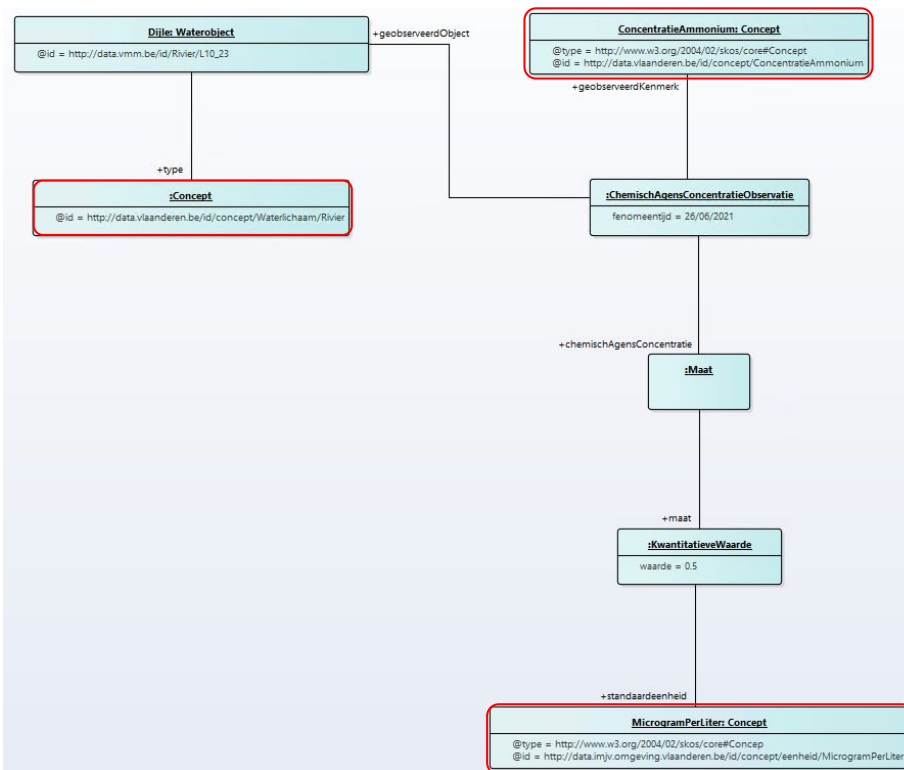 Dijle: Waterobject
@id = http://data.vmm.be/id/Rivier/L10_23
+geobserveerdObject
ConcentratieAmmonium: Concept
@type = http://www.w3.org/2004/02/skos/core#Concept
@id = http://data.vlaanderen.be/id/concept/ConcentratieAmmonium
+geobserveerdKenmerk
+type
:Concept
@id = http://data.vlaanderen.be/id/concept/Waterlichaam/Rivier
:ChemischAgensConcentratieObservatie
fenomeentijd = 26/06/2021
+chemischAgensConcentratie
:Maat
+maat
:KwantitatieveWaarde
waarde = 0.5
+standaardeenheid
MicrogramPerLiter: Concept
@type = http://www.w3.org/2004/02/skos/core#Concep
@id = http://data.imjv.omgeving.vlaanderen.be/id/concept/eenheid/MicrogramPerLiter